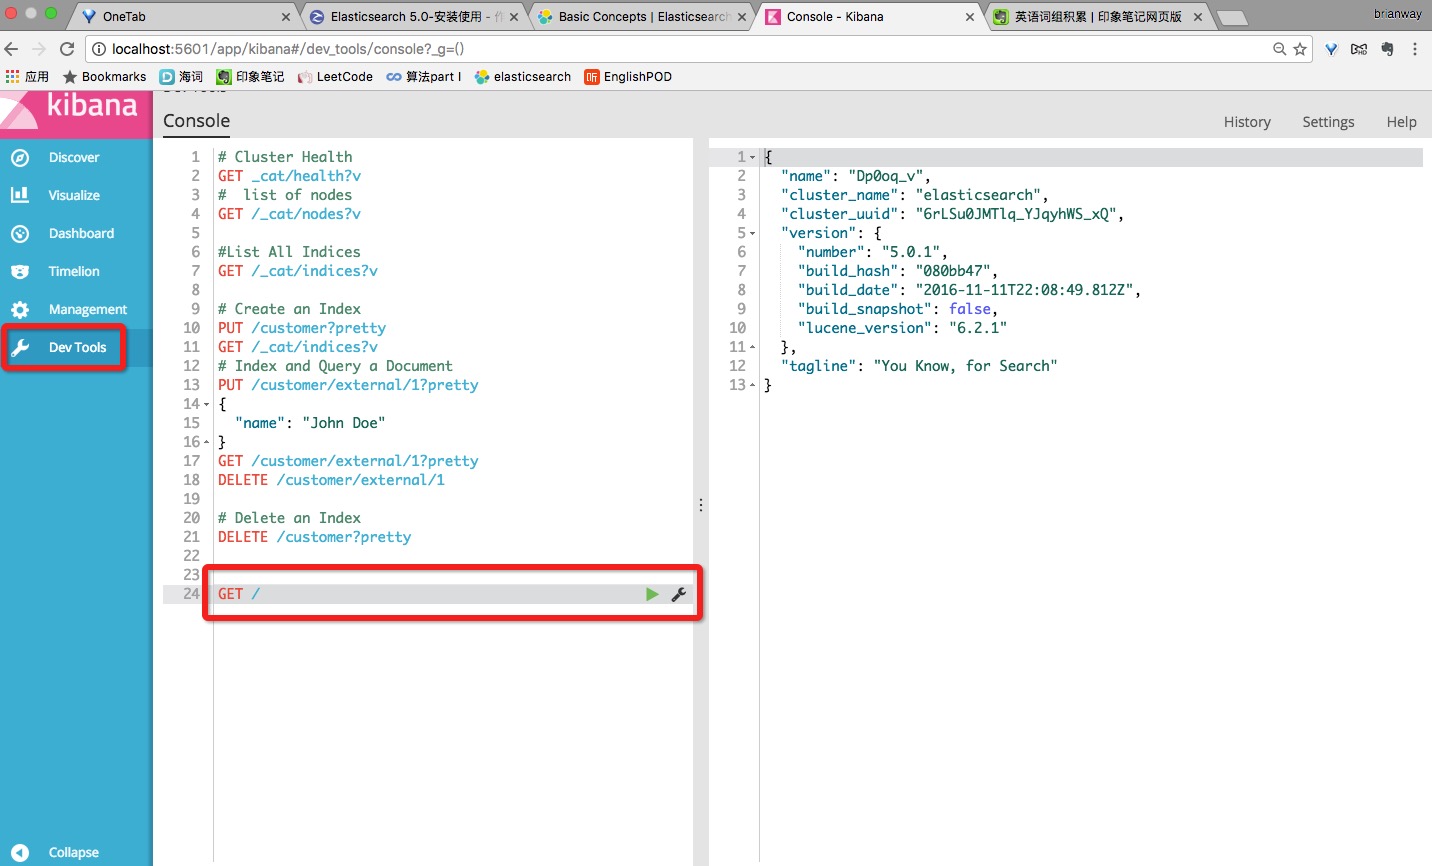 OneTab
Elasticsearch 5.0-安装使用 - 
Basic Concepts | Elasticsearch
Console - Kibana
英语词组积累 | 印象笔记网页版
brianway
localhost:5601/app/kibana#/dev_tools/console?_g=()
应用
Bookmarks
海词
印象笔记
LeetCode
算法part I
elasticsearch
听
EnglishPOD
kibana
Discover
Visualize
Dashboard
Timelion
Management
Dev Tools
Collapse
Console
History
Settings
Help
1 # Cluster Health
2 GET _cat/health?v
3 #  list of nodes
4 GET /_cat/nodes?v
5
6 #List All Indices
7 GET /_cat/indices?v
8
9 # Create an Index
10 PUT /customer?pretty
11 GET /_cat/indices?v
12 # Index and Query a Document
13 PUT /customer/external/1?pretty
14 {
15   "name": "John Doe"
16 }
17 GET /customer/external/1?pretty
18 DELETE /customer/external/1
19
20 # Delete an Index
21 DELETE /customer?pretty
22
23
24 GET /
1 {
2   "name": "Dp0oq_v",
3   "cluster_name": "elasticsearch",
4   "cluster_uuid": "6rLSu0JMTlq_YJqyhWS_xQ",
5   "version": {
6     "number": "5.0.1",
7     "build_hash": "080bb47",
8     "build_date": "2016-11-11T22:08:49.812Z",
9     "build_snapshot": false,
10     "lucene_version": "6.2.1"
11   },
12   "tagline": "You Know, for Search"
13 }